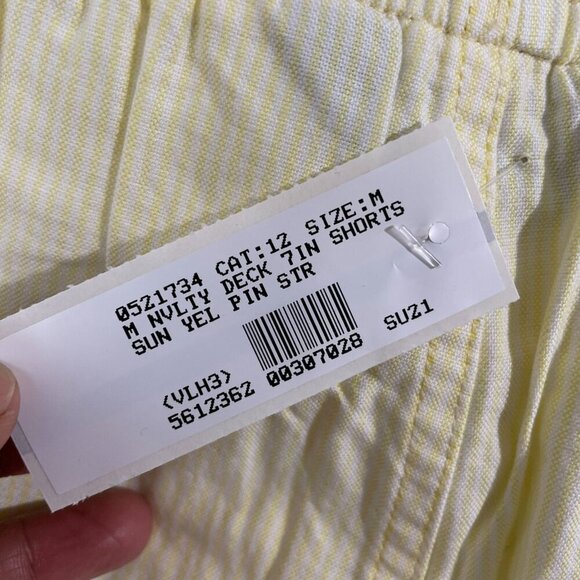 0521734 CAT:12 SIZE:M
M NVLTY DECK 7IN SHORTS
SUN YEL PIN STR
<VLH3> SU21
5612362 00307028